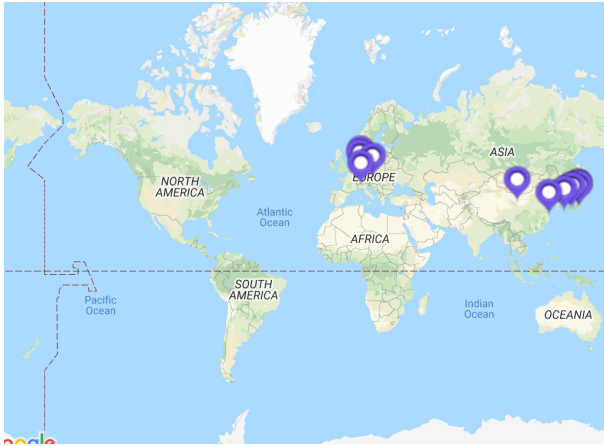 ASIA
NORTH
AMERICA
EUROPE
Atlantic
Ocean
AFRICA
SOUTH
AMERICA
Pacific
Ocean
Indian
Ocean
OCEANIA